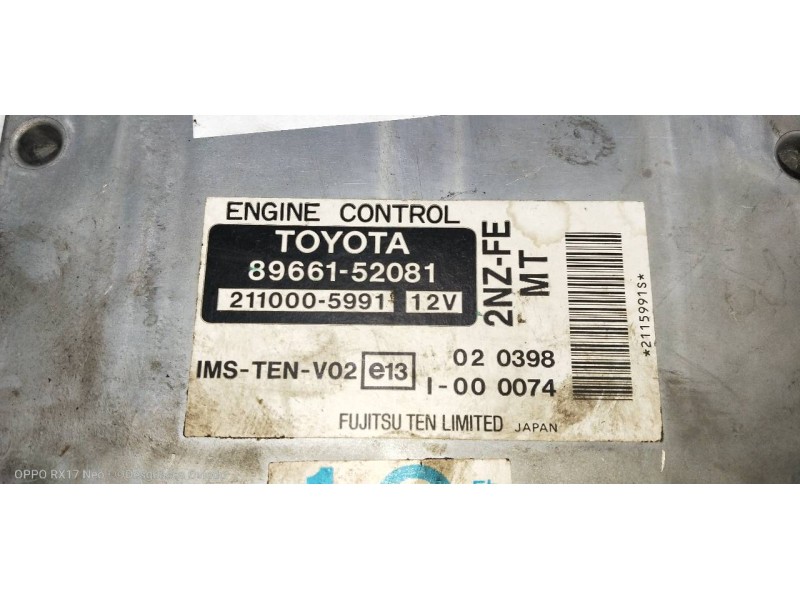 ENGINE CONTROL
TOYOTA
89661-52081
211000-5991 12V
2NZ-FE
MT
*2115991S*
IMS-TEN-V02 e13 02 0398
I-00 0074
FUJITSU TEN LIMITED JAPAN
OPPO RX17 Neo